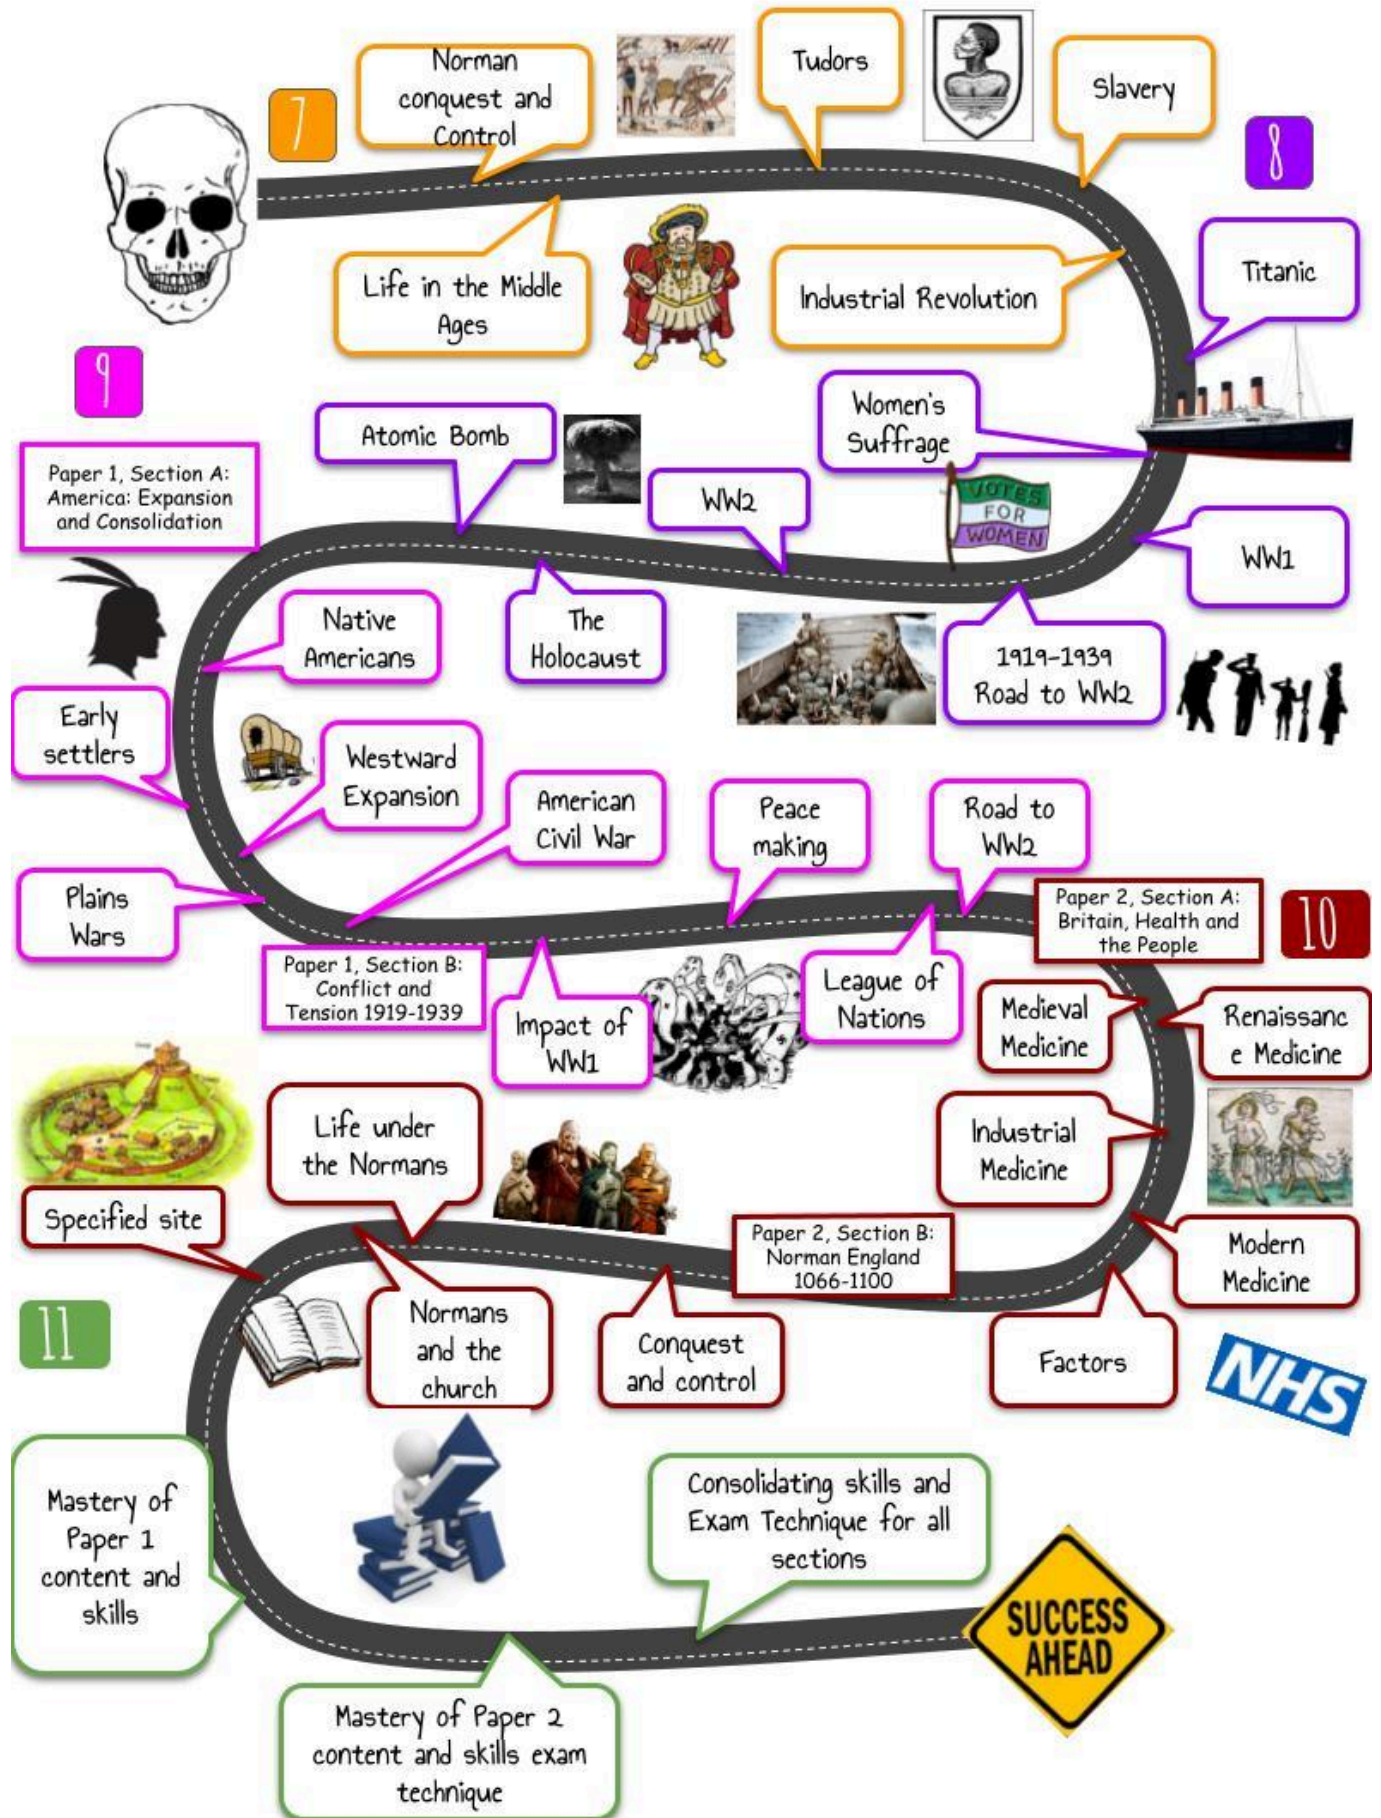 7
Norman
conquest and
Control
Tudors
Slavery
8
Life in the Middle
Ages
Industrial Revolution
Titanic
9
Women's
Suffrage
Atomic Bomb
WW2
VOTES
FOR
WOMEN
Paper 1, Section A:
America: Expansion
and Consolidation
WW1
Native
Americans
The
Holocaust
1919-1939
Road to WW2
Early
settlers
Westward
Expansion
American
Civil War
Peace
making
Road to
WW2
Plains
Wars
Paper 2, Section A:
Britain, Health and
the People
10
Paper 1, Section B:
Conflict and
Tension 1919-1939
Impact of
WW1
League of
Nations
Medieval
Medicine
Renaissanc
e Medicine
Life under
the Normans
Industrial
Medicine
Specified site
Paper 2, Section B:
Norman England
1066-1100
Modern
Medicine
11
Normans
and the
church
Conquest
and control
Factors
NHS
Mastery of
Paper 1
content and
skills
Consolidating skills and
Exam Technique for all
sections
SUCCESS
AHEAD
Mastery of Paper 2
content and skills exam
technique